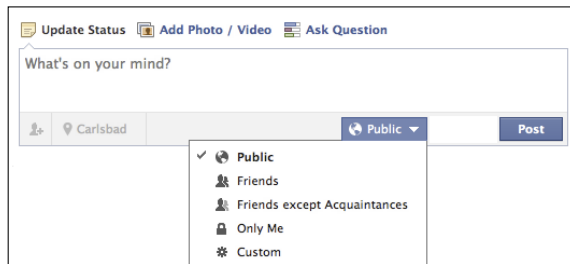 Update Status Add Photo / Video Ask Question
What's on your mind?
Carlsbad Public Post
Public
Friends
Friends except Acquaintances
Only Me
Custom